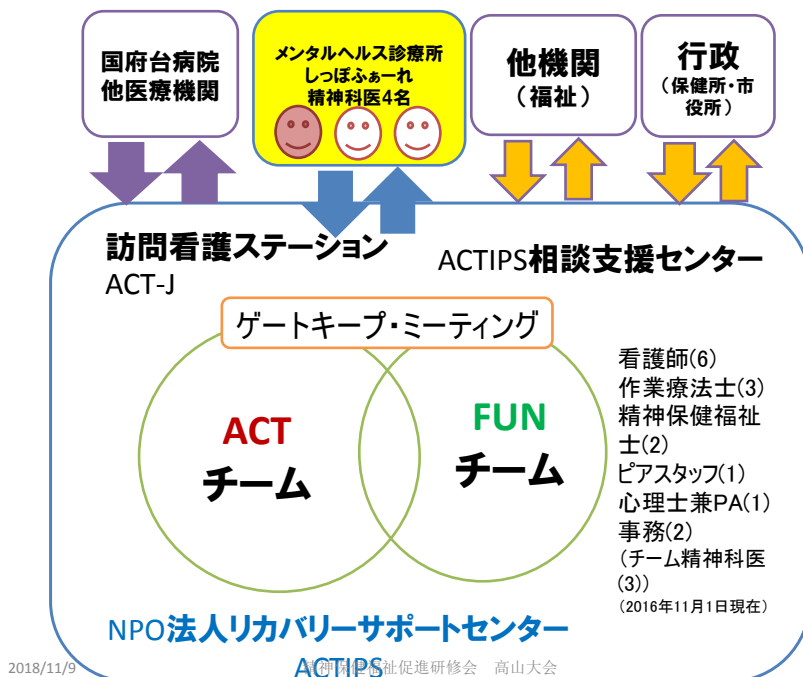 国府台病院
他医療機関
メンタルヘルス診療所
しっぽふぁーれ
精神科医4名
他機関
（福祉）
行政
（保健所・市
役所）
訪問看護ステーション
ACT-J
ACTIPS相談支援センター
ゲートキープ・ミーティング
ACT
チーム
FUN
チーム
看護師(6)
作業療法士(3)
精神保健福祉
士(2)
ピアスタッフ(1)
心理士兼PA(1)
事務(2)
(チーム精神科医
(3))
(2016年11月1日現在)
NPO法人リカバリーサポートセンター
ACTIPS
2018/11/9
精神保健福祉促進研修会　高山大会